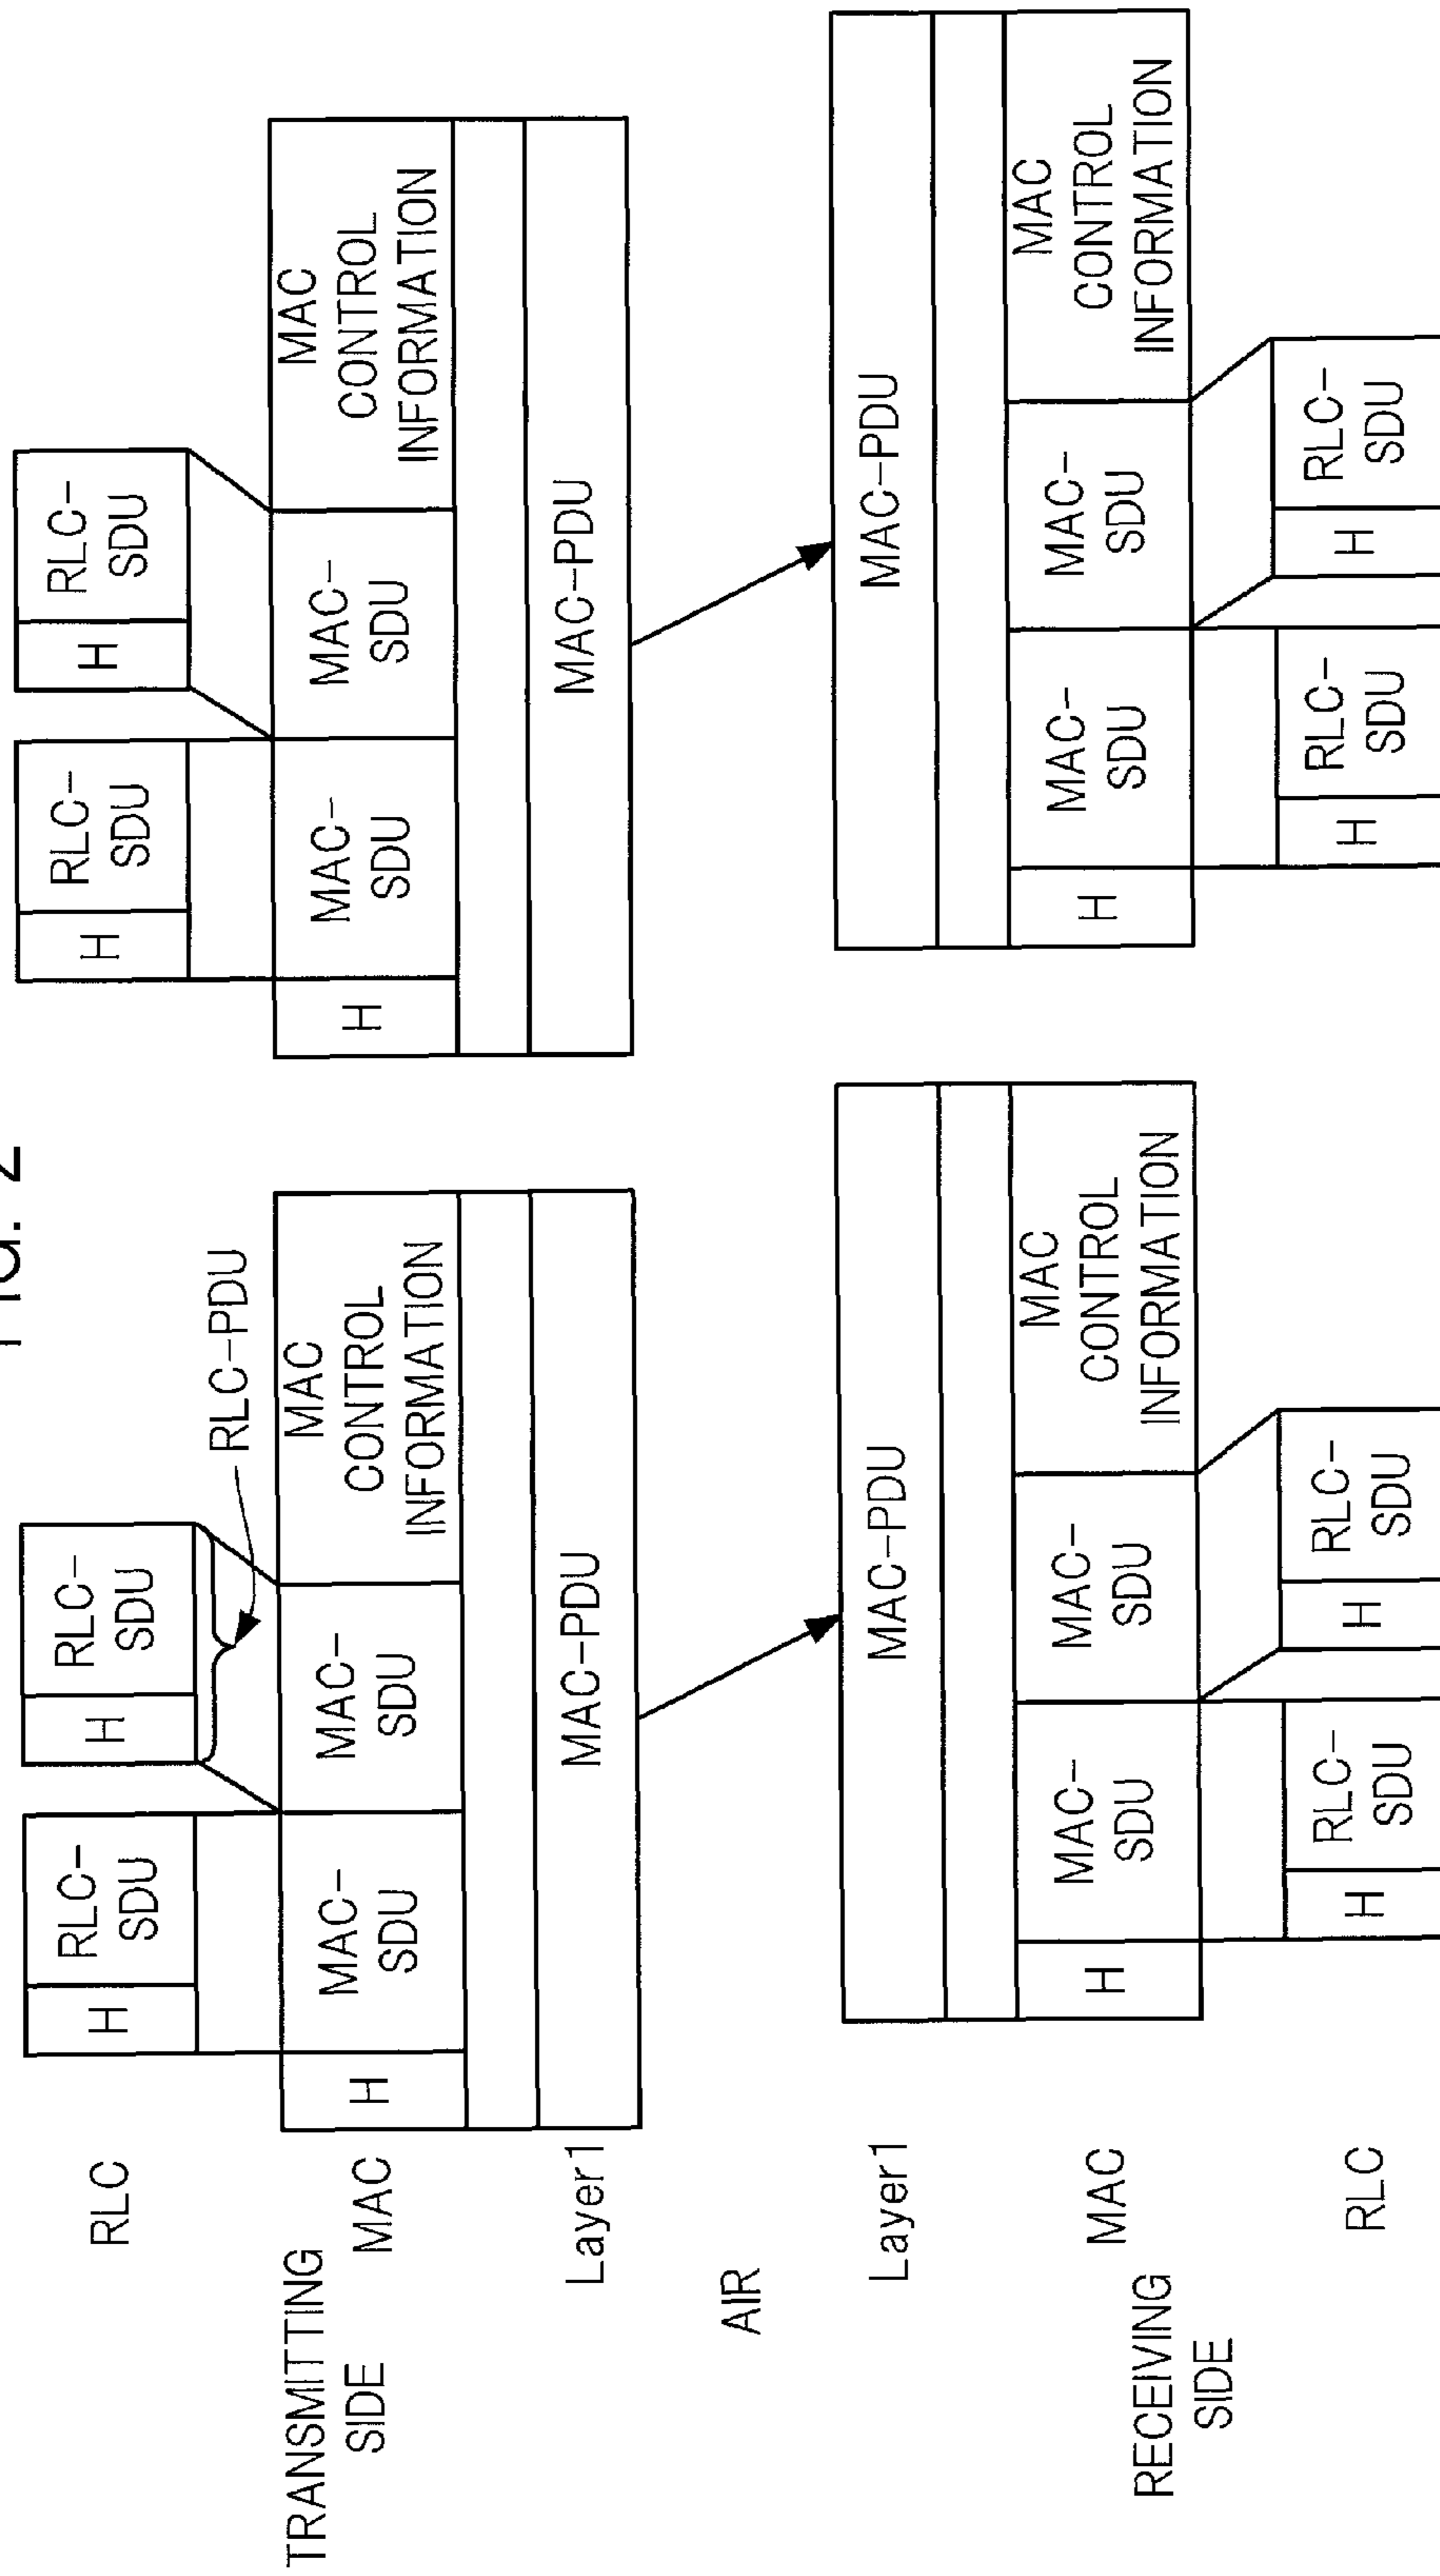 FIG. 2
RLC
H
RLC-
SDU
H
RLC-
SDU
H
RLC-
SDU
H
RLC-
SDU
RLC-PDU
TRANSMITTING
SIDE
MAC
H
MAC-
SDU
MAC-
SDU
MAC
CONTROL
INFORMATION
H
MAC-
SDU
MAC-
SDU
MAC
CONTROL
INFORMATION
Layer1
MAC-PDU
MAC-PDU
AIR
Layer1
MAC-PDU
MAC-PDU
RECEIVING
SIDE
MAC
H
MAC-
SDU
MAC-
SDU
MAC
CONTROL
INFORMATION
H
MAC-
SDU
MAC-
SDU
MAC
CONTROL
INFORMATION
RLC
H
RLC-
SDU
H
RLC-
SDU
H
RLC-
SDU
H
RLC-
SDU